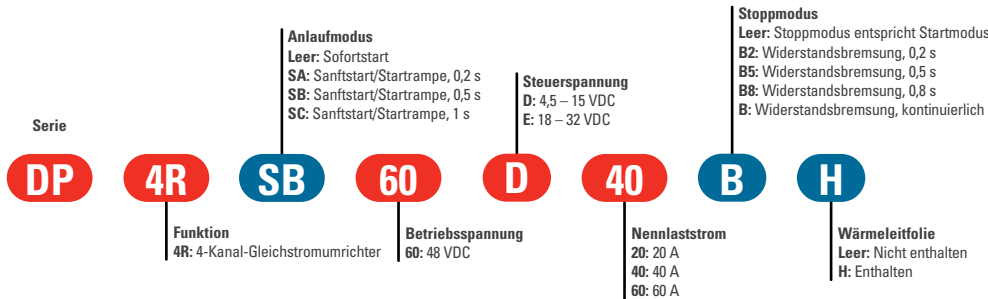 Stoppmodus
Leer: Stoppmodus entspricht Startmodus
B2: Widerstandsbremsung, 0,2 s
B5: Widerstandsbremsung, 0,5 s
B8: Widerstandsbremsung, 0,8 s
B: Widerstandsbremsung, kontinuierlich
Anlaufmodus
Leer: Sofortstart
SA: Sanftstart/Startrampe, 0,2 s
SB: Sanftstart/Startrampe, 0,5 s
SC: Sanftstart/Startrampe, 1 s
Steuerspannung
D: 4,5 – 15 VDC
E: 18 – 32 VDC
Serie
DP 4R SB 60 D 40 B H
Funktion
4R: 4-Kanal-Gleichstromumrichter
Betriebsspannung
60: 48 VDC
Nennlaststrom
20: 20 A
40: 40 A
60: 60 A
Wärmeleitfolie
Leer: Nicht enthalten
H: Enthalten